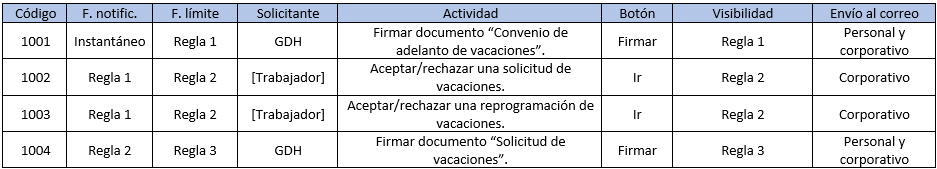 Código F. notific. F. límite Solicitante Actividad Botón Visibilidad Envío al correo
1001 Instantáneo Regla 1 GDH Firmar documento “Convenio de adelanto de vacaciones”. Firmar Regla 1 Personal y corporativo
1002 Regla 1 Regla 2 [Trabajador] Aceptar/rechazar una solicitud de vacaciones. Ir Regla 2 Corporativo
1003 Regla 1 Regla 2 [Trabajador] Aceptar/rechazar una reprogramación de vacaciones. Ir Regla 2 Corporativo
1004 Regla 2 Regla 3 GDH Firmar documento “Solicitud de vacaciones”. Firmar Regla 3 Personal y corporativo